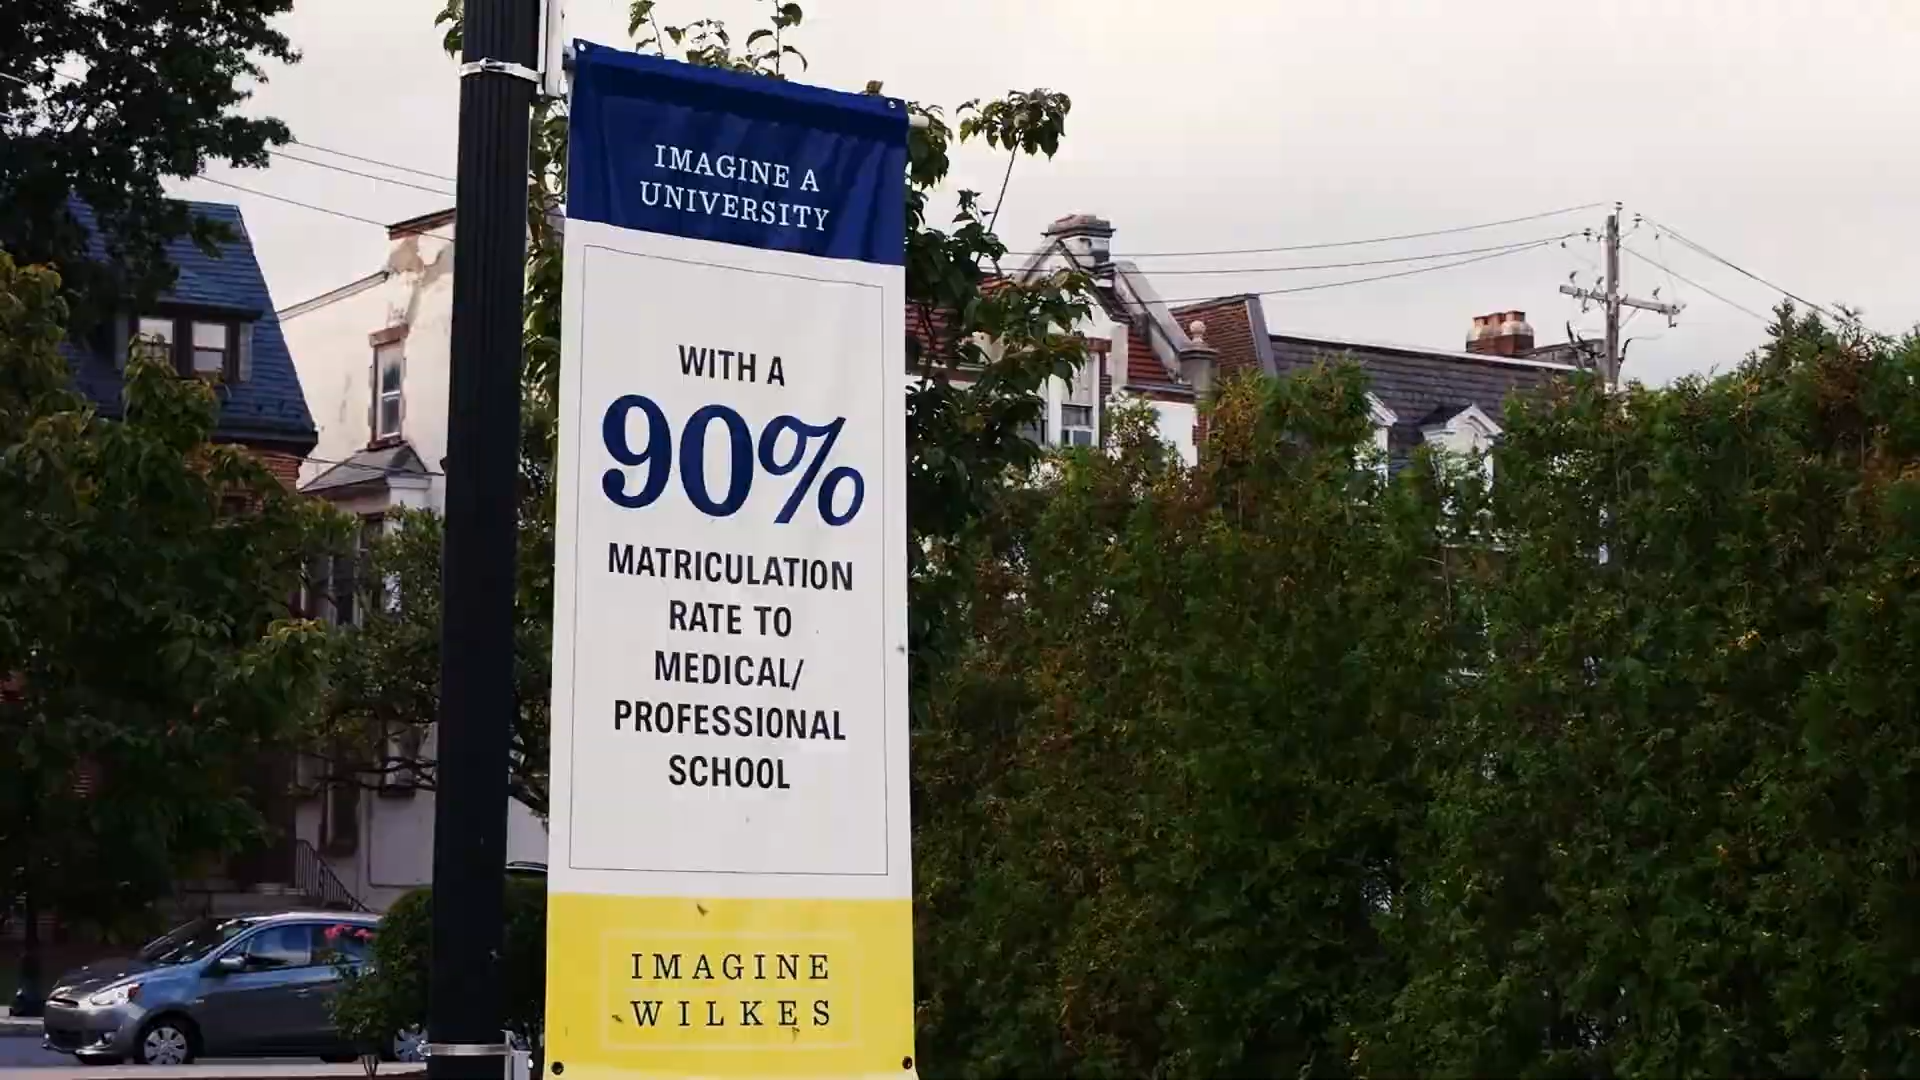 IMAGINE A
UNIVERSITY
WITH A
90%
MATRICULATION
RATE TO
MEDICAL/
PROFESSIONAL
SCHOOL
IMAGINE
WILKES